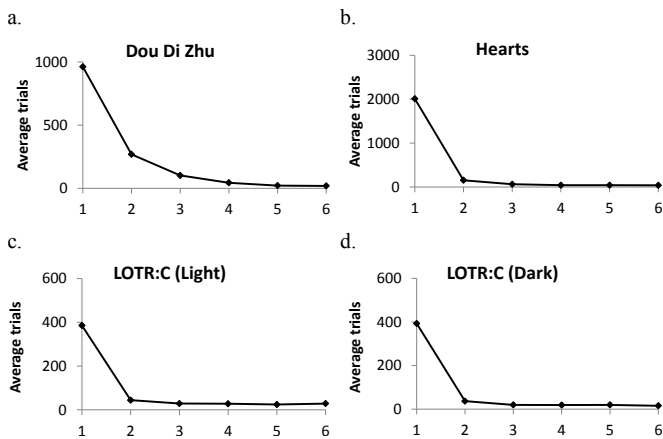 a.
Dou Di Zhu
Average trials
1000
500
0
1 2 3 4 5 6
b.
Hearts
Average trials
3000
2000
1000
0
1 2 3 4 5 6
c.
LOTR:C (Light)
Average trials
600
400
200
0
1 2 3 4 5 6
d.
LOTR:C (Dark)
Average trials
600
400
200
0
1 2 3 4 5 6